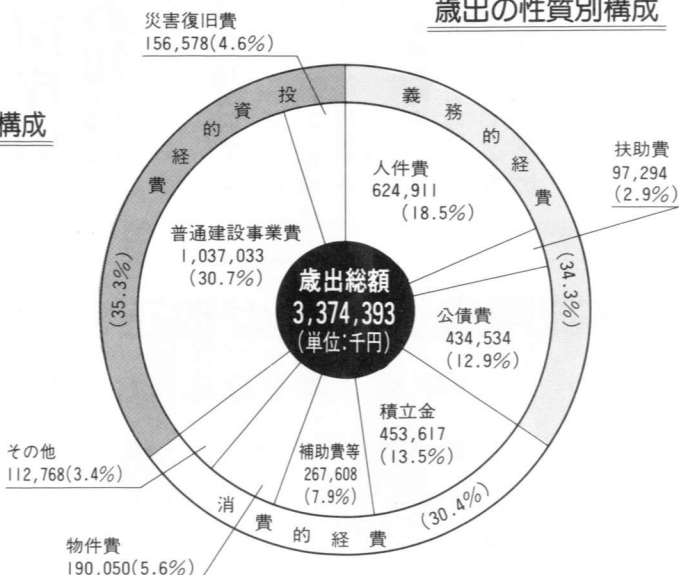 歳出の性質別構成
構成
災害復旧費
156,578(4.6%)
投資的経費
(35.3%)
義務的経費
(34.3%)
消費的経費
(30.4%)
人件費
624,911
(18.5%)
扶助費
97,294
(2.9%)
公債費
434,534
(12.9%)
積立金
453,617
(13.5%)
補助費等
267,608
(7.9%)
物件費
190,050(5.6%)
その他
112,768(3.4%)
普通建設事業費
1,037,033
(30.7%)
歳出総額
3,374,393
(単位:千円)